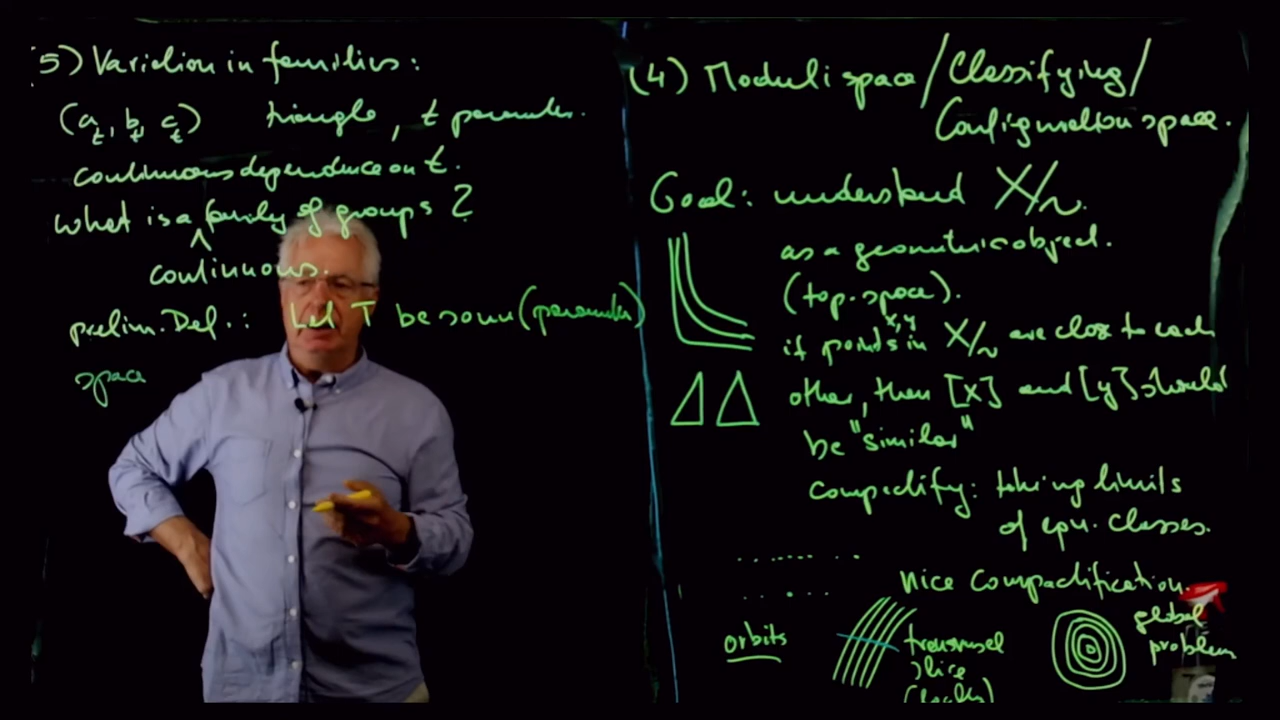 (5) Variation in families:
(a_t, b_t, c_t) triangle, t parameter.
continuous dependence on t.
What is a family of groups ?
^
continuous.
prelim. Def.: Let T be some (parameter)
space
(4) Moduli space/Classifying/
Configuration space.
Goal: understand X/~.
as a geometric object.
(top. space).
x, y
if points in X/~ are close to each
other, then [x] and [y] should
be "similar"
compactify: taking limits
of equ. classes.
nice compactification.
orbits
transversal
slice
(locally)
global
problem